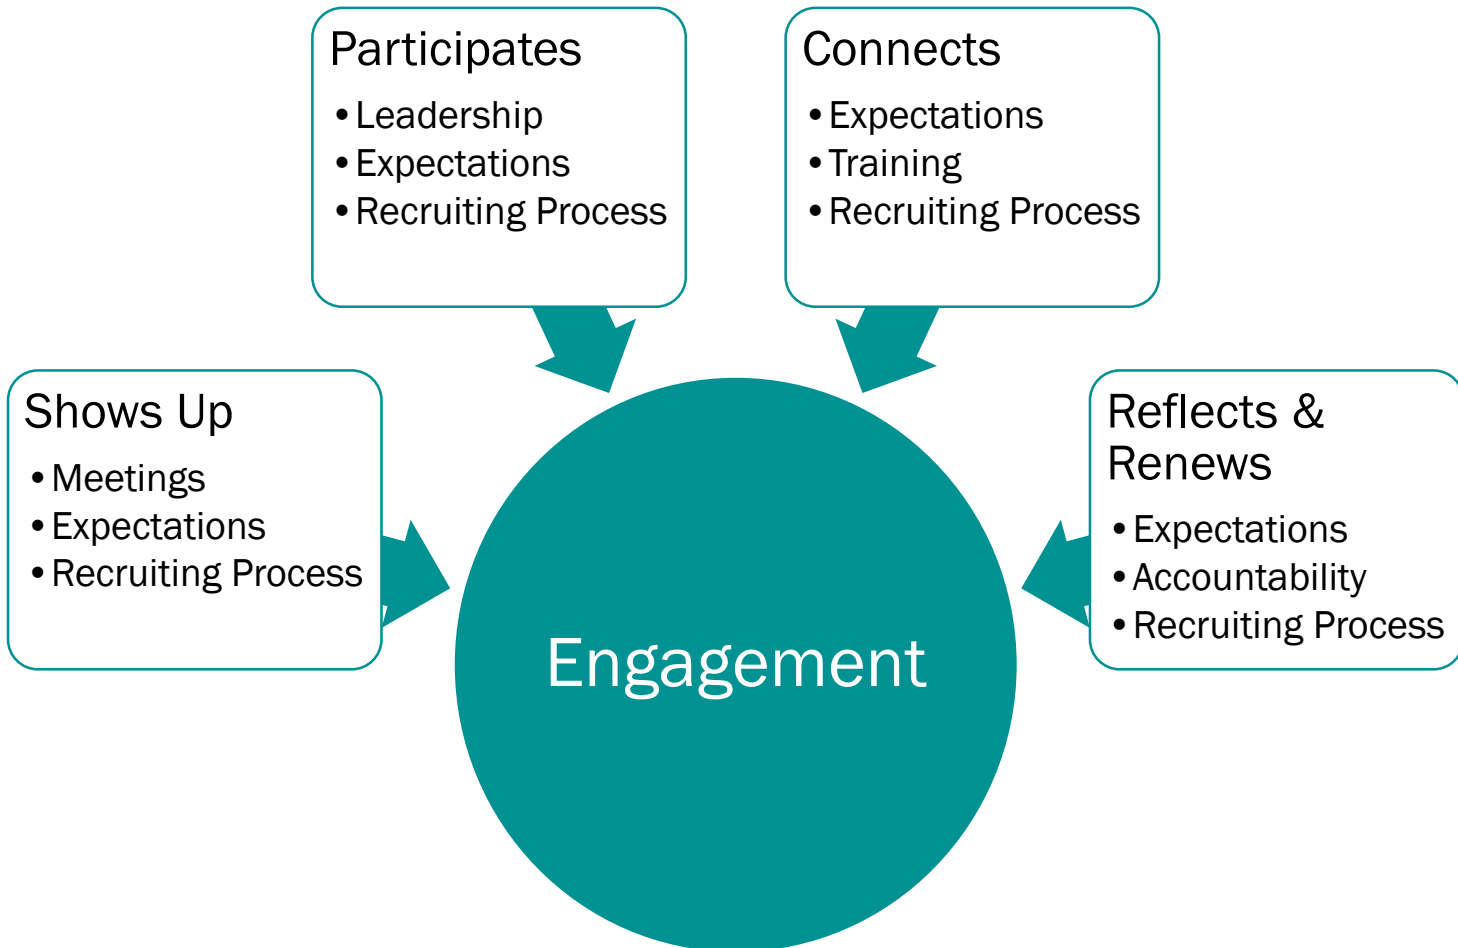 Participates
•Leadership
•Expectations
•Recruiting Process
Connects
•Expectations
•Training
•Recruiting Process
Shows Up
•Meetings
•Expectations
•Recruiting Process
Reflects &
Renews
•Expectations
•Accountability
•Recruiting Process
Engagement